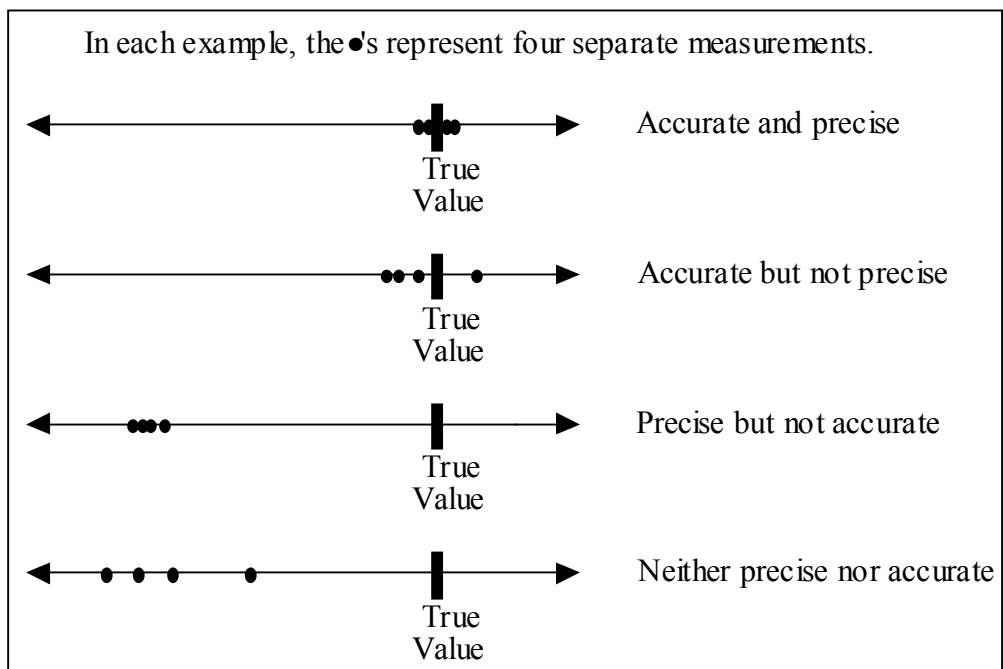 In each example, the ●'s represent four separate measurements.
Accurate and precise
True
Value
Accurate but not precise
True
Value
Precise but not accurate
True
Value
Neither precise nor accurate
True
Value